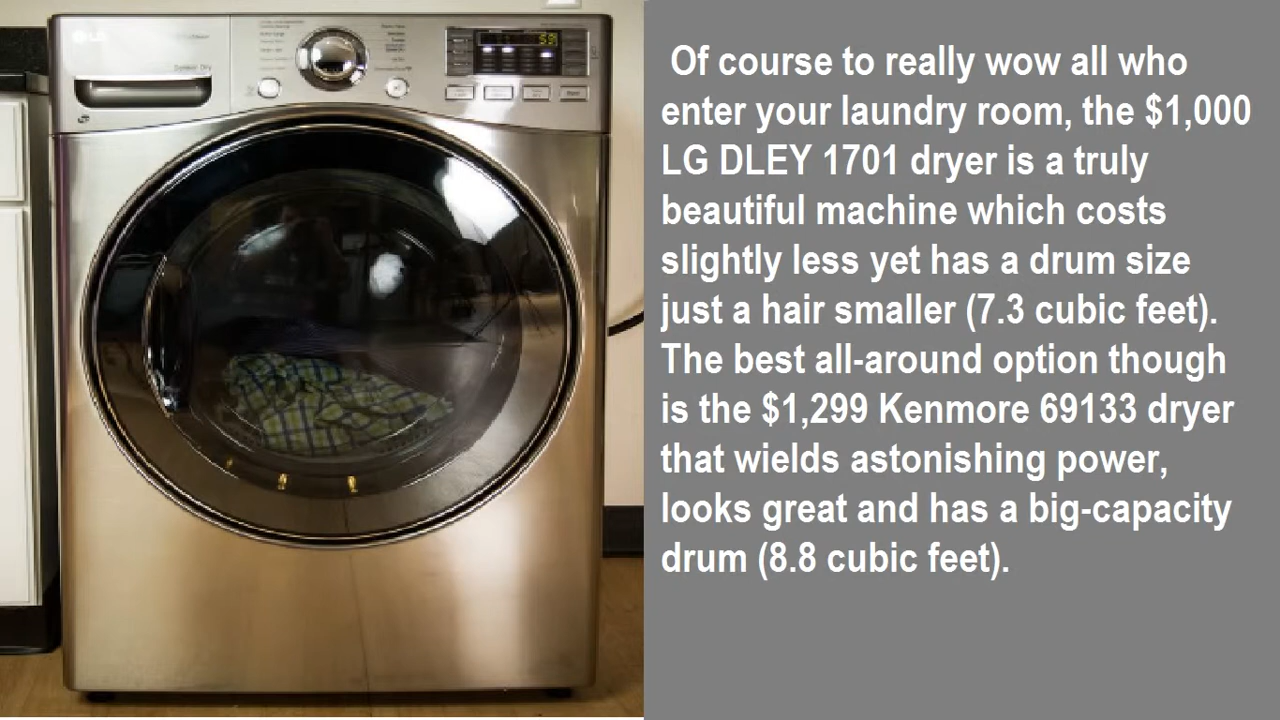 LG
Sensor Dry
Of course to really wow all who
enter your laundry room, the $1,000
LG DLEY 1701 dryer is a truly
beautiful machine which costs
slightly less yet has a drum size
just a hair smaller (7.3 cubic feet).
The best all-around option though
is the $1,299 Kenmore 69133 dryer
that wields astonishing power,
looks great and has a big-capacity
drum (8.8 cubic feet).